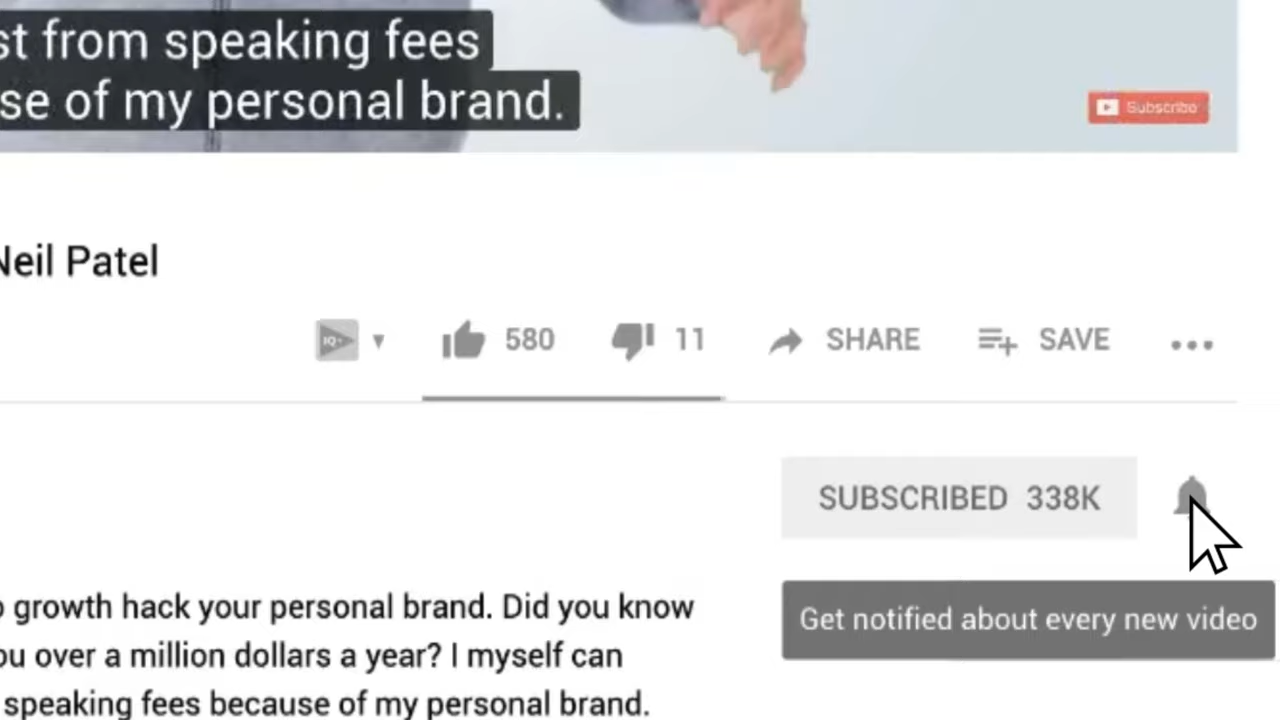 st from speaking fees
se of my personal brand.
Subscribe
Neil Patel
IQ
580
11
SHARE
SAVE
SUBSCRIBED 338K
Get notified about every new video
o growth hack your personal brand. Did you know
ou over a million dollars a year? I myself can
speaking fees because of my personal brand.